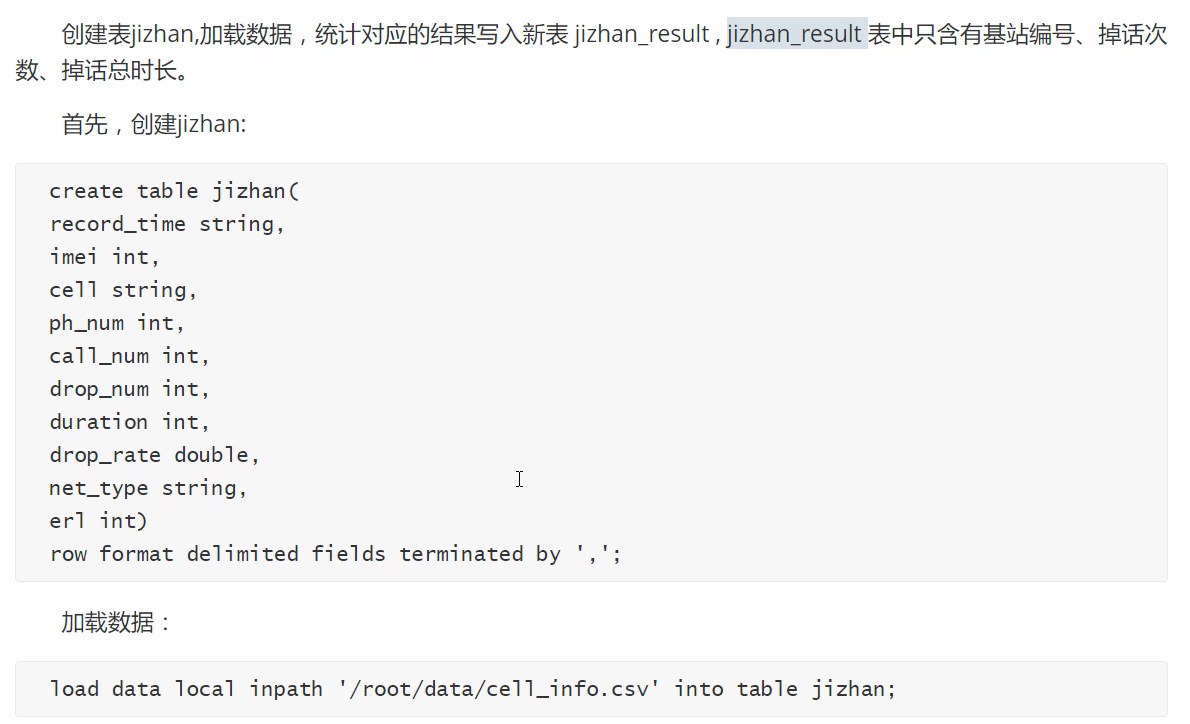 创建表jizhan,加载数据，统计对应的结果写入新表 jizhan_result , jizhan_result 表中只含有基站编号、掉话次
数、掉话总时长。
首先，创建jizhan:
create table jizhan(
record_time string,
imei int,
cell string,
ph_num int,
call_num int,
drop_num int,
duration int,
drop_rate double,
net_type string,
erl int)
row format delimited fields terminated by ',';
加载数据：
load data local inpath '/root/data/cell_info.csv' into table jizhan;